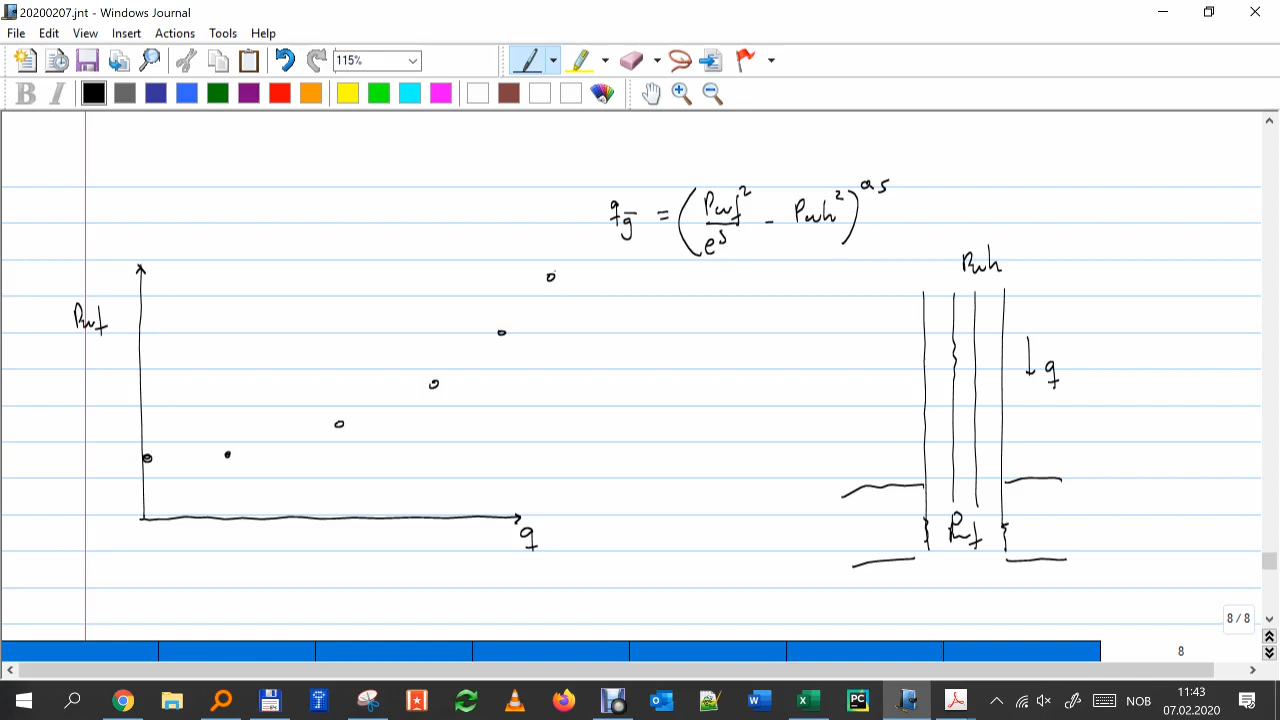 20200207.jnt - Windows Journal
File Edit View Insert Actions Tools Help
115%
B I
q_g̅ = (Pwf² / e^s - Pwh²)^0.5
Pwh
Pwf
q
Pwf
q
8 / 8
8
NOB
11:43
07.02.2020